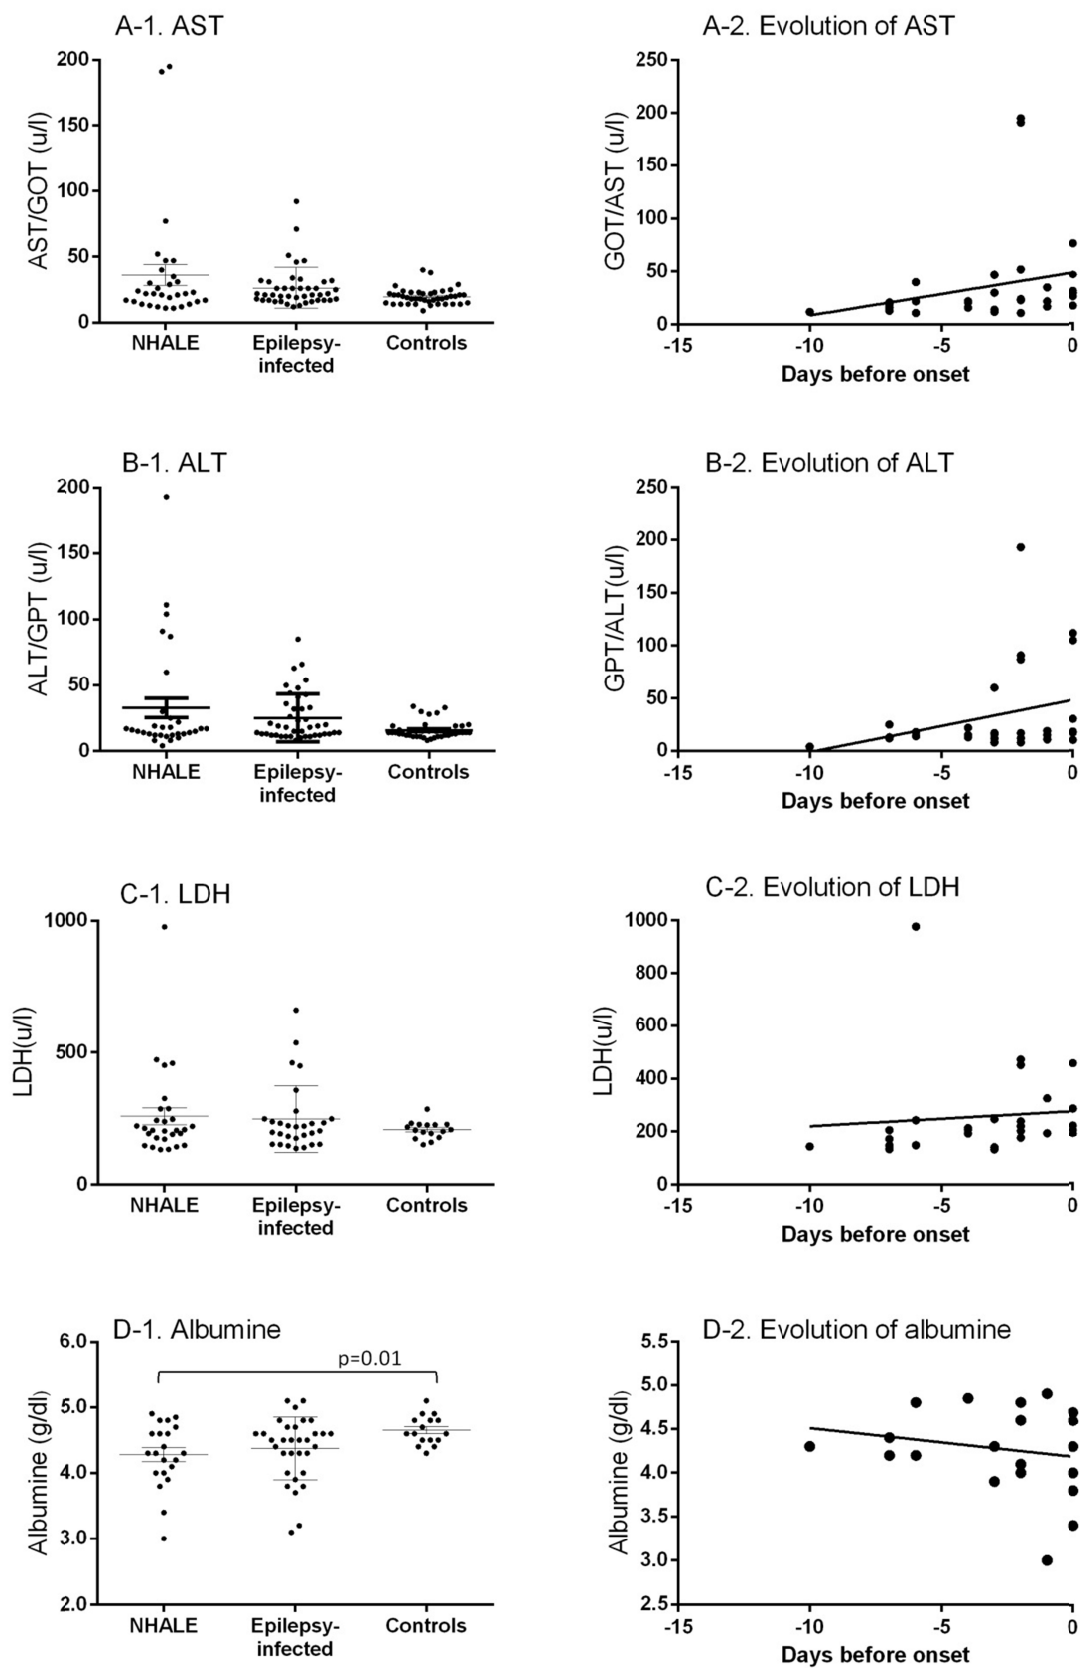 A-1. AST
200
150
100
50
0
AST/GOT (u/l)
NHALE
Epilepsy-
infected
Controls
A-2. Evolution of AST
250
200
150
100
50
0
GOT/AST (u/l)
-15
-10
-5
0
Days before onset
B-1. ALT
200
150
100
50
0
ALT/GPT (u/l)
NHALE
Epilepsy-
infected
Controls
B-2. Evolution of ALT
250
200
150
100
50
0
GPT/ALT(u/l)
-15
-10
-5
0
Days before onset
C-1. LDH
1000
500
0
LDH(u/l)
NHALE
Epilepsy-
infected
Controls
C-2. Evolution of LDH
1000
800
600
400
200
0
LDH(u/l)
-15
-10
-5
0
Days before onset
D-1. Albumine
p=0.01
6.0
5.0
4.0
3.0
2.0
Albumine (g/dl)
NHALE
Epilepsy-
infected
Controls
D-2. Evolution of albumine
5.5
5.0
4.5
4.0
3.5
3.0
2.5
Albumine (g/dl)
-15
-10
-5
0
Days before onset